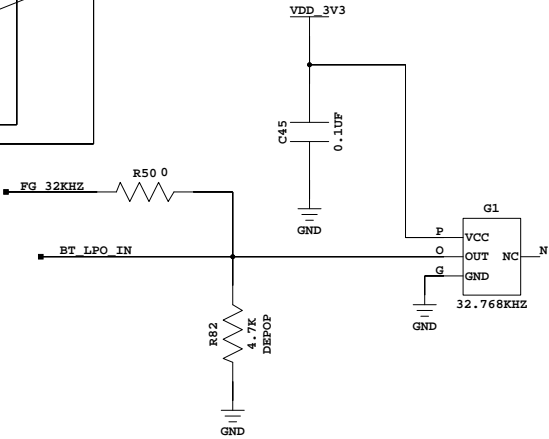 VDD_3V3
C45
0.1UF
GND
R50 0
FG_32KHZ
BT_LPO_IN
G1
P
VCC
O
OUT
NC
N
G
GND
32.768KHZ
GND
R82
4.7K
DEPOP
GND